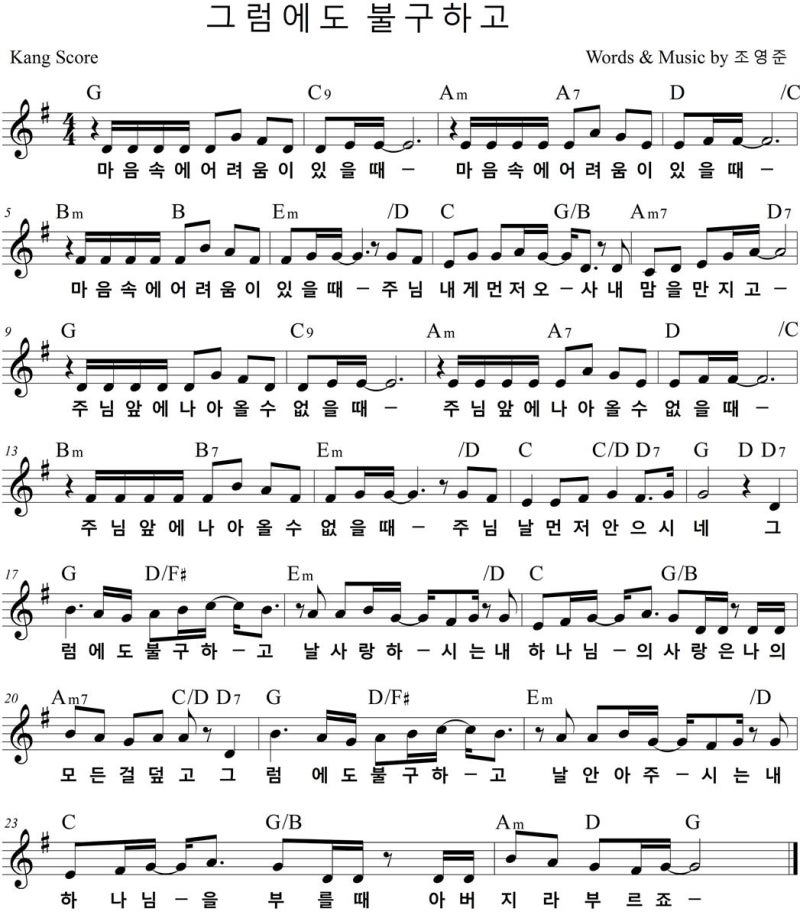 그럼에도 불구하고
Kang Score
Words & Music by 조영준
G C9 Am A7 D /C
4 4
마음속에어려움이 있을때- 마음속에어려움이 있을때-
5 Bm B Em /D C G/B Am7 D7
마음속에어려움이 있을때-주님 내게먼저오-사내 맘을만지고-
9 G C9 Am A7 D /C
주님앞에나아올수 없을때- 주님앞에나아올수 없을때-
13 Bm B7 Em /D C C/D D7 G D D7
주님앞에나아올수 없을때- 주님 날먼저안으시네 그
17 G D/F# Em /D C G/B
럼에도불구하-고 날사랑하-시는내 하나님-의사랑은나의
20 Am7 C/D D7 G D/F# Em /D
모든걸덮고그 럼에도불구하-고 날안아주-시는내
23 C G/B Am D G
하나님-을 부를때 아버 지라부르죠-